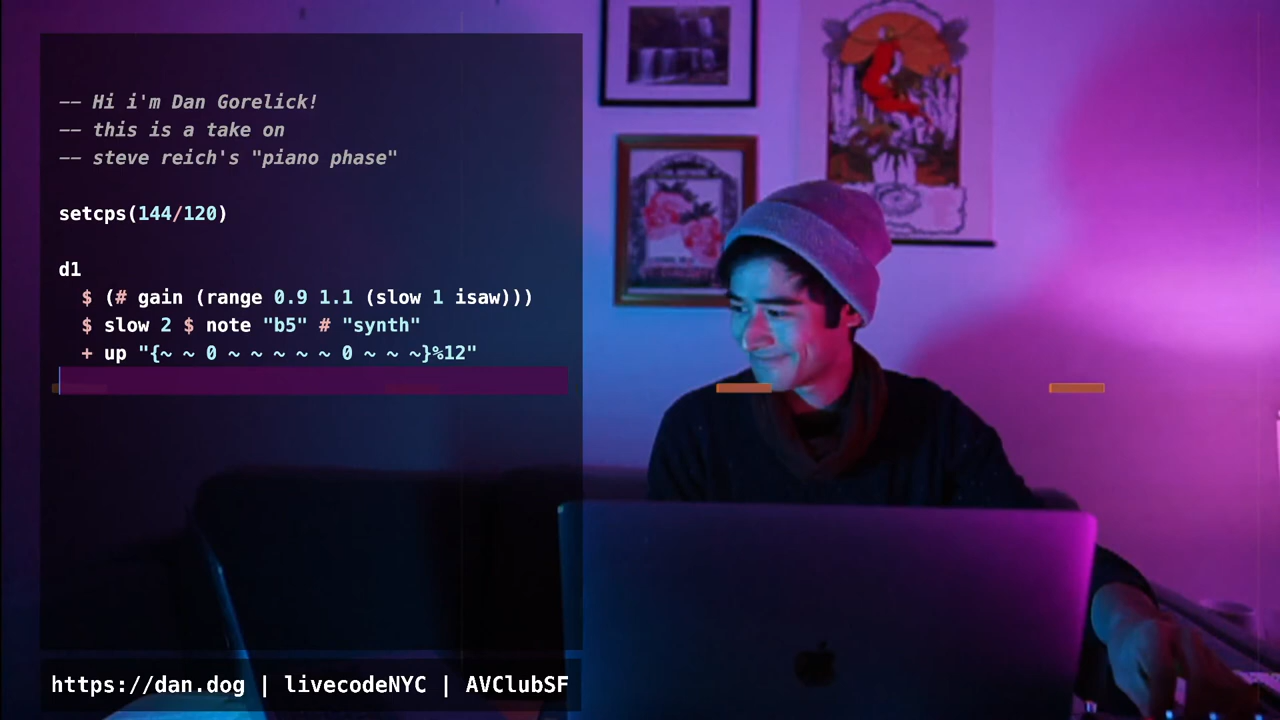 -- Hi i'm Dan Gorelick!
-- this is a take on
-- steve reich's "piano phase"
setcps(144/120)
d1
$ (# gain (range 0.9 1.1 (slow 1 isaw)))
$ slow 2 $ note "b5" # "synth"
+ up "{~ ~ 0 ~ ~ ~ ~ ~ 0 ~ ~ ~}%12"
https://dan.dog | livecodeNYC | AVClubSF